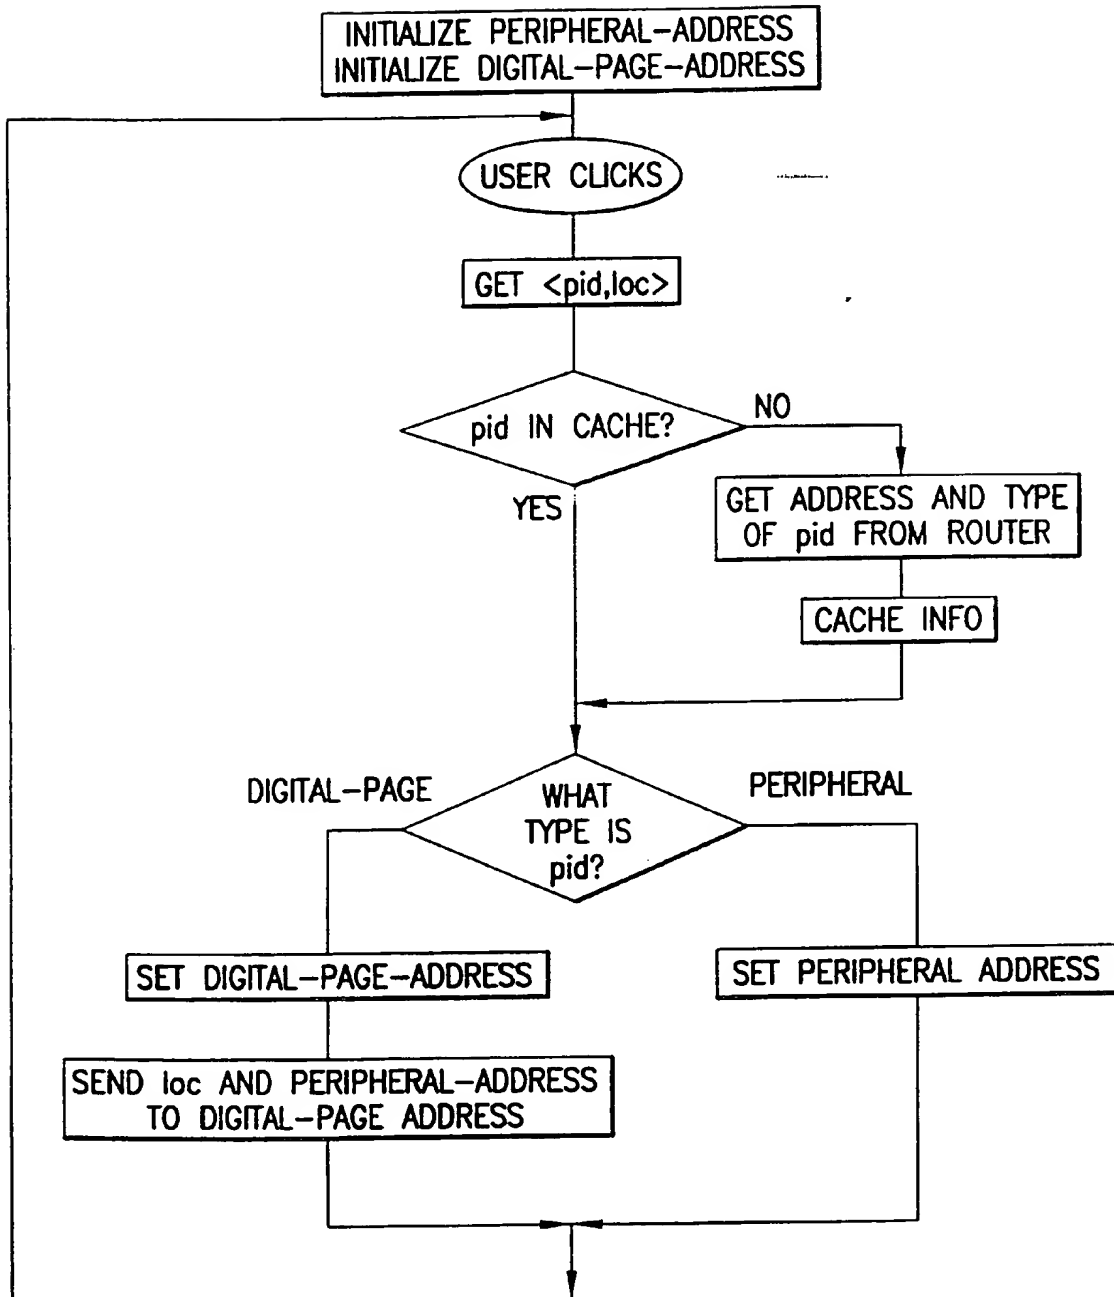 INITIALIZE PERIPHERAL-ADDRESS
INITIALIZE DIGITAL-PAGE-ADDRESS
USER CLICKS
GET <pid,loc>
pid IN CACHE?
NO
YES
GET ADDRESS AND TYPE
OF pid FROM ROUTER
CACHE INFO
DIGITAL-PAGE
WHAT
TYPE IS
pid?
PERIPHERAL
SET DIGITAL-PAGE-ADDRESS
SET PERIPHERAL ADDRESS
SEND loc AND PERIPHERAL-ADDRESS
TO DIGITAL-PAGE ADDRESS